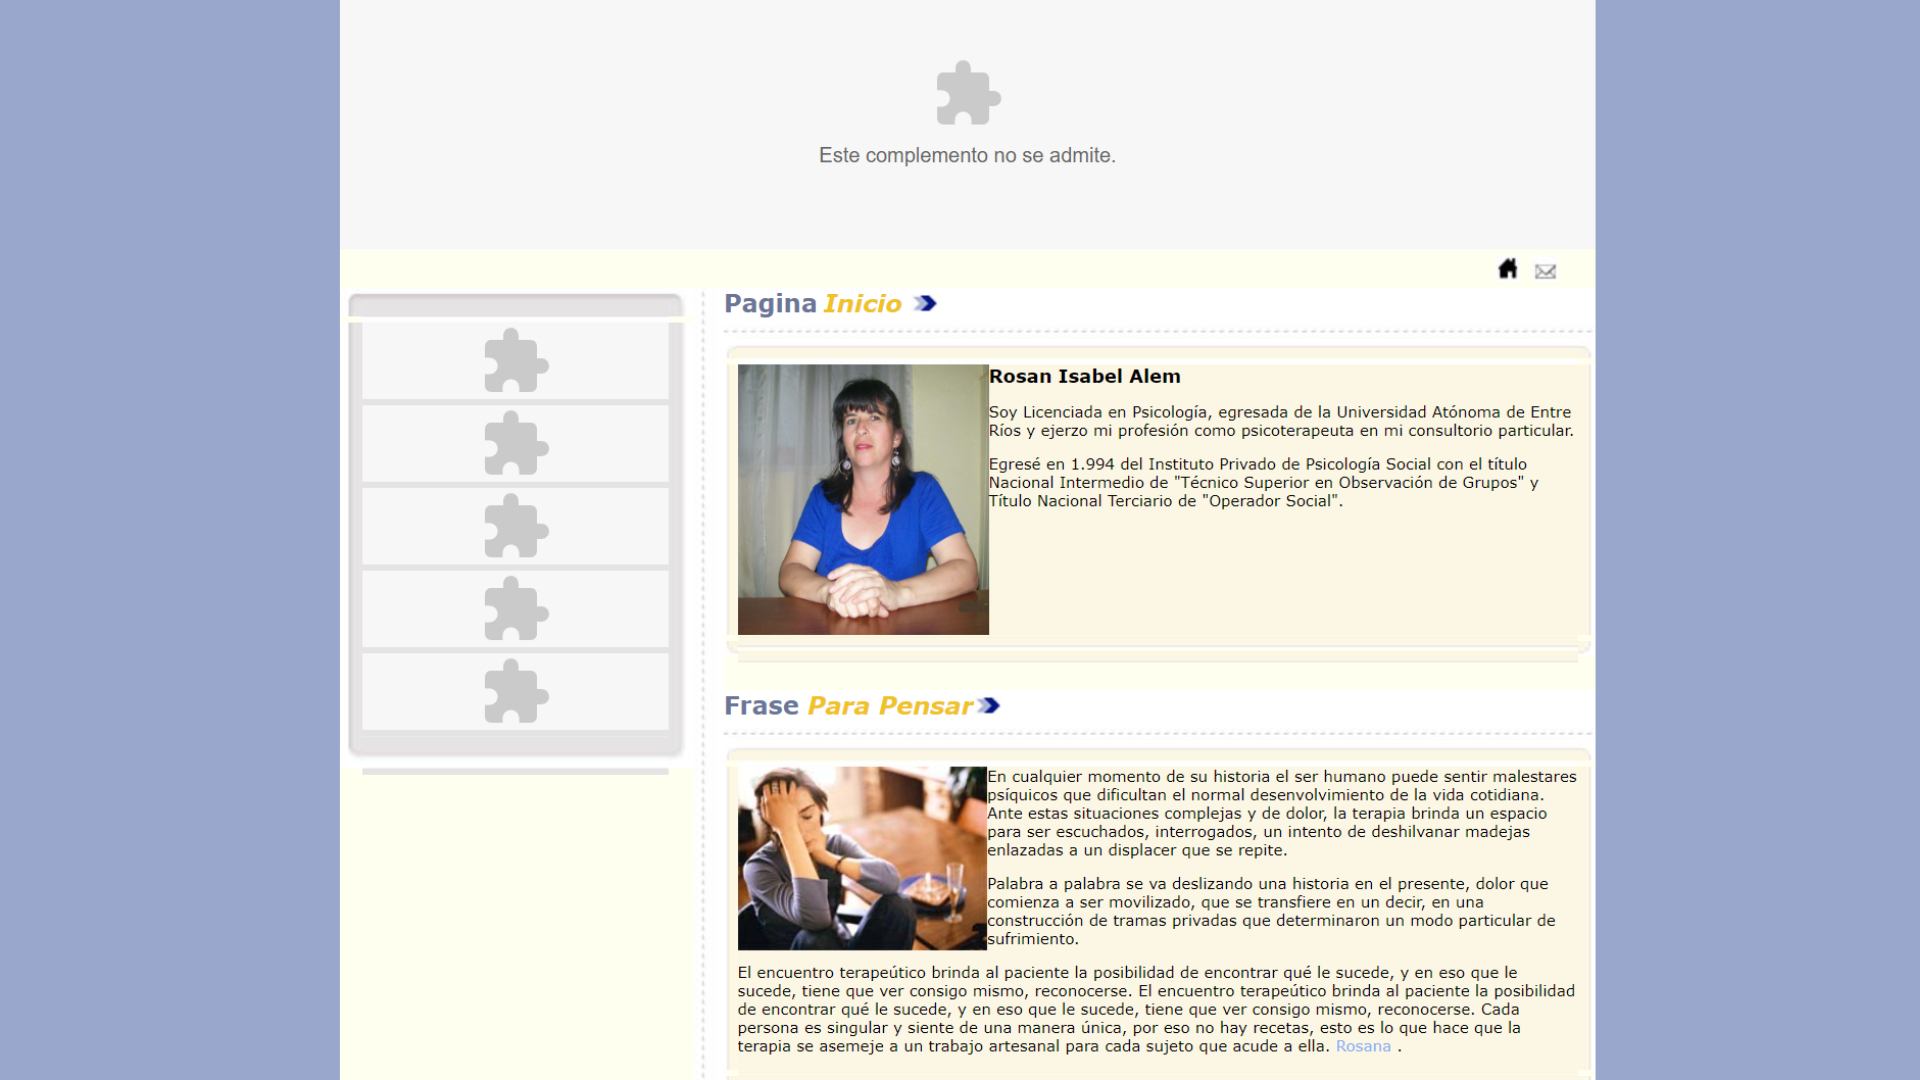 Este complemento no se admite.
Pagina Inicio
Rosan Isabel Alem
Soy Licenciada en Psicología, egresada de la Universidad Atónoma de Entre
Ríos y ejerzo mi profesión como psicoterapeuta en mi consultorio particular.
Egresé en 1.994 del Instituto Privado de Psicología Social con el título
Nacional Intermedio de "Técnico Superior en Observación de Grupos" y
Título Nacional Terciario de "Operador Social".
Frase Para Pensar
En cualquier momento de su historia el ser humano puede sentir malestares
psíquicos que dificultan el normal desenvolvimiento de la vida cotidiana.
Ante estas situaciones complejas y de dolor, la terapia brinda un espacio
para ser escuchados, interrogados, un intento de deshilvanar madejas
enlazadas a un displacer que se repite.
Palabra a palabra se va deslizando una historia en el presente, dolor que
comienza a ser movilizado, que se transfiere en un decir, en una
construcción de tramas privadas que determinaron un modo particular de
sufrimiento.
El encuentro terapeútico brinda al paciente la posibilidad de encontrar qué le sucede, y en eso que le
sucede, tiene que ver consigo mismo, reconocerse. El encuentro terapeútico brinda al paciente la posibilidad
de encontrar qué le sucede, y en eso que le sucede, tiene que ver consigo mismo, reconocerse. Cada
persona es singular y siente de una manera única, por eso no hay recetas, esto es lo que hace que la
terapia se asemeje a un trabajo artesanal para cada sujeto que acude a ella. Rosana .